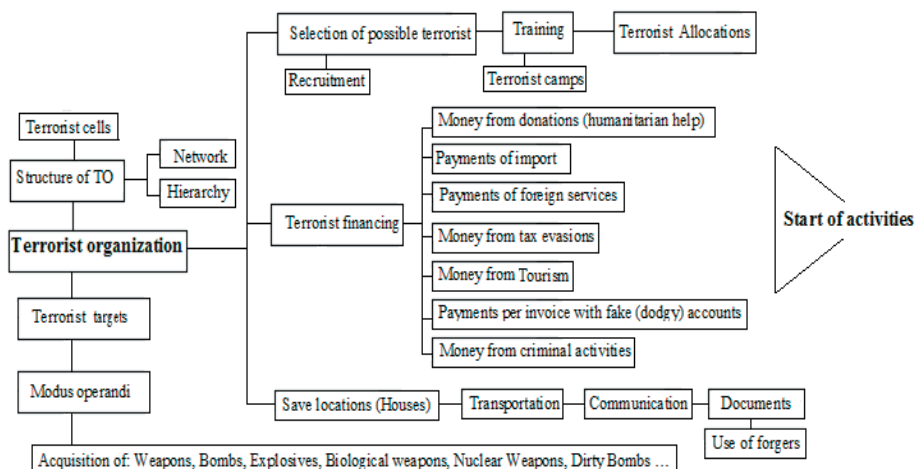 Selection of possible terrorist
Training
Terrorist Allocations
Recruitment
Terrorist camps
Terrorist cells
Network
Structure of TO
Hierarchy
Terrorist organization
Terrorist targets
Modus operandi
Acquisition of: Weapons, Bombs, Explosives, Biological weapons, Nuclear Weapons, Dirty Bombs ...
Terrorist financing
Money from donations (humanitarian help)
Payments of import
Payments of foreign services
Money from tax evasions
Money from Tourism
Payments per invoice with fake (dodgy) accounts
Money from criminal activities
Save locations (Houses)
Transportation
Communication
Documents
Use of forgers
Start of activities